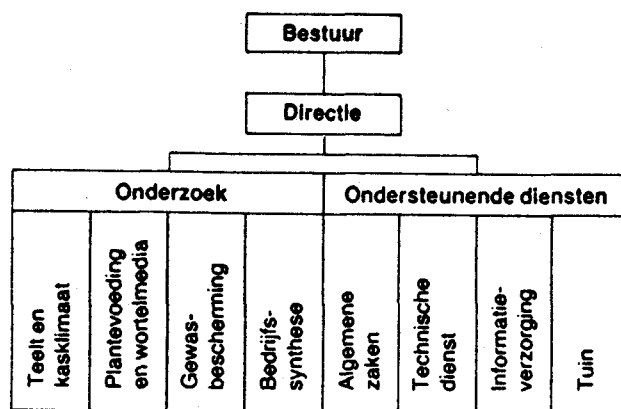 Bestuur
Directie
Onderzoek
Ondersteunende diensten
Teelt en
kasklimaat
Plantevoeding
en wortelmedia
Gewas-
bescherming
Bedrijfs-
synthese
Algemene
zaken
Technische
dienst
Informatie-
verzorging
Tuin